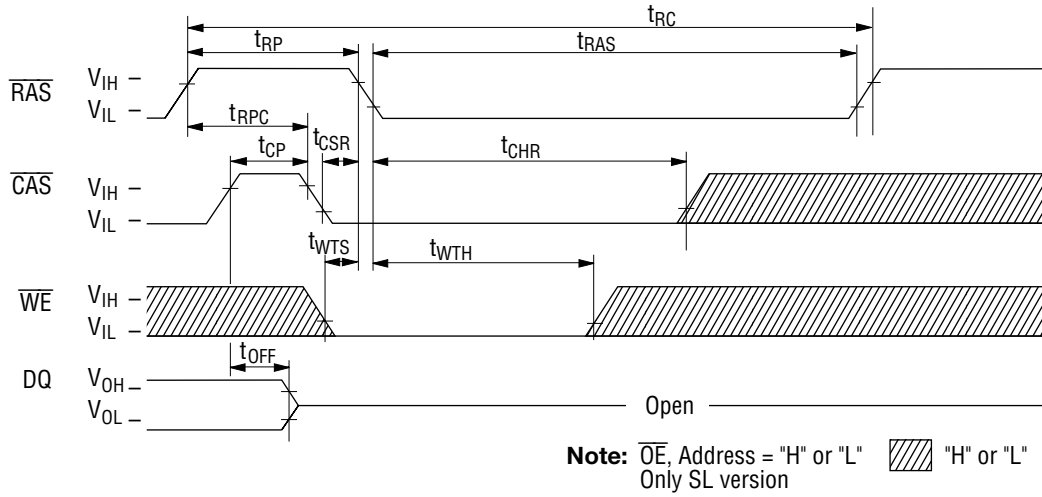 tRC
tRP
tRAS
RAS
VIH
VIL
tRPC
tCP
tCSR
tCHR
CAS
VIH
VIL
tWTS
tWTH
WE
VIH
VIL
tOFF
DQ
VOH
VOL
Open
Note: OE, Address = "H" or "L"
"H" or "L"
Only SL version